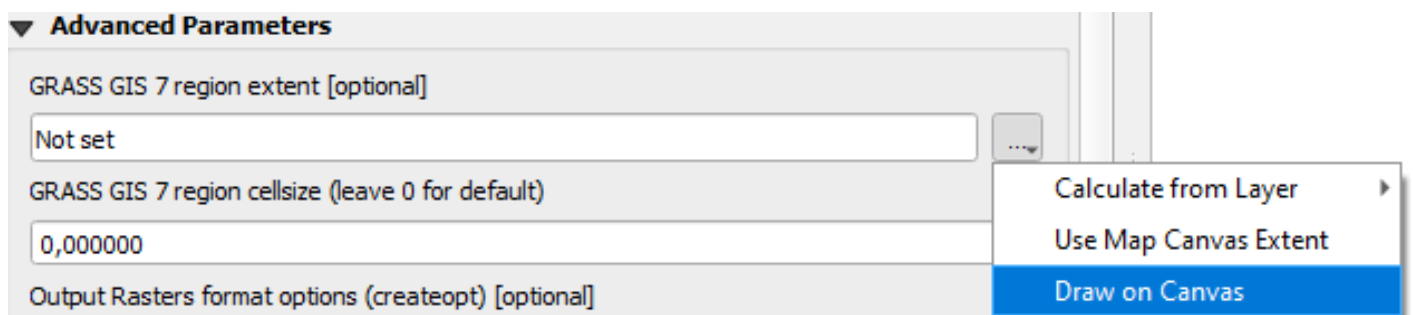 Advanced Parameters
GRASS GIS 7 region extent [optional]
Not set
...
GRASS GIS 7 region cellsize (leave 0 for default)
Calculate from Layer
0,000000
Use Map Canvas Extent
Output Rasters format options (createopt) [optional]
Draw on Canvas